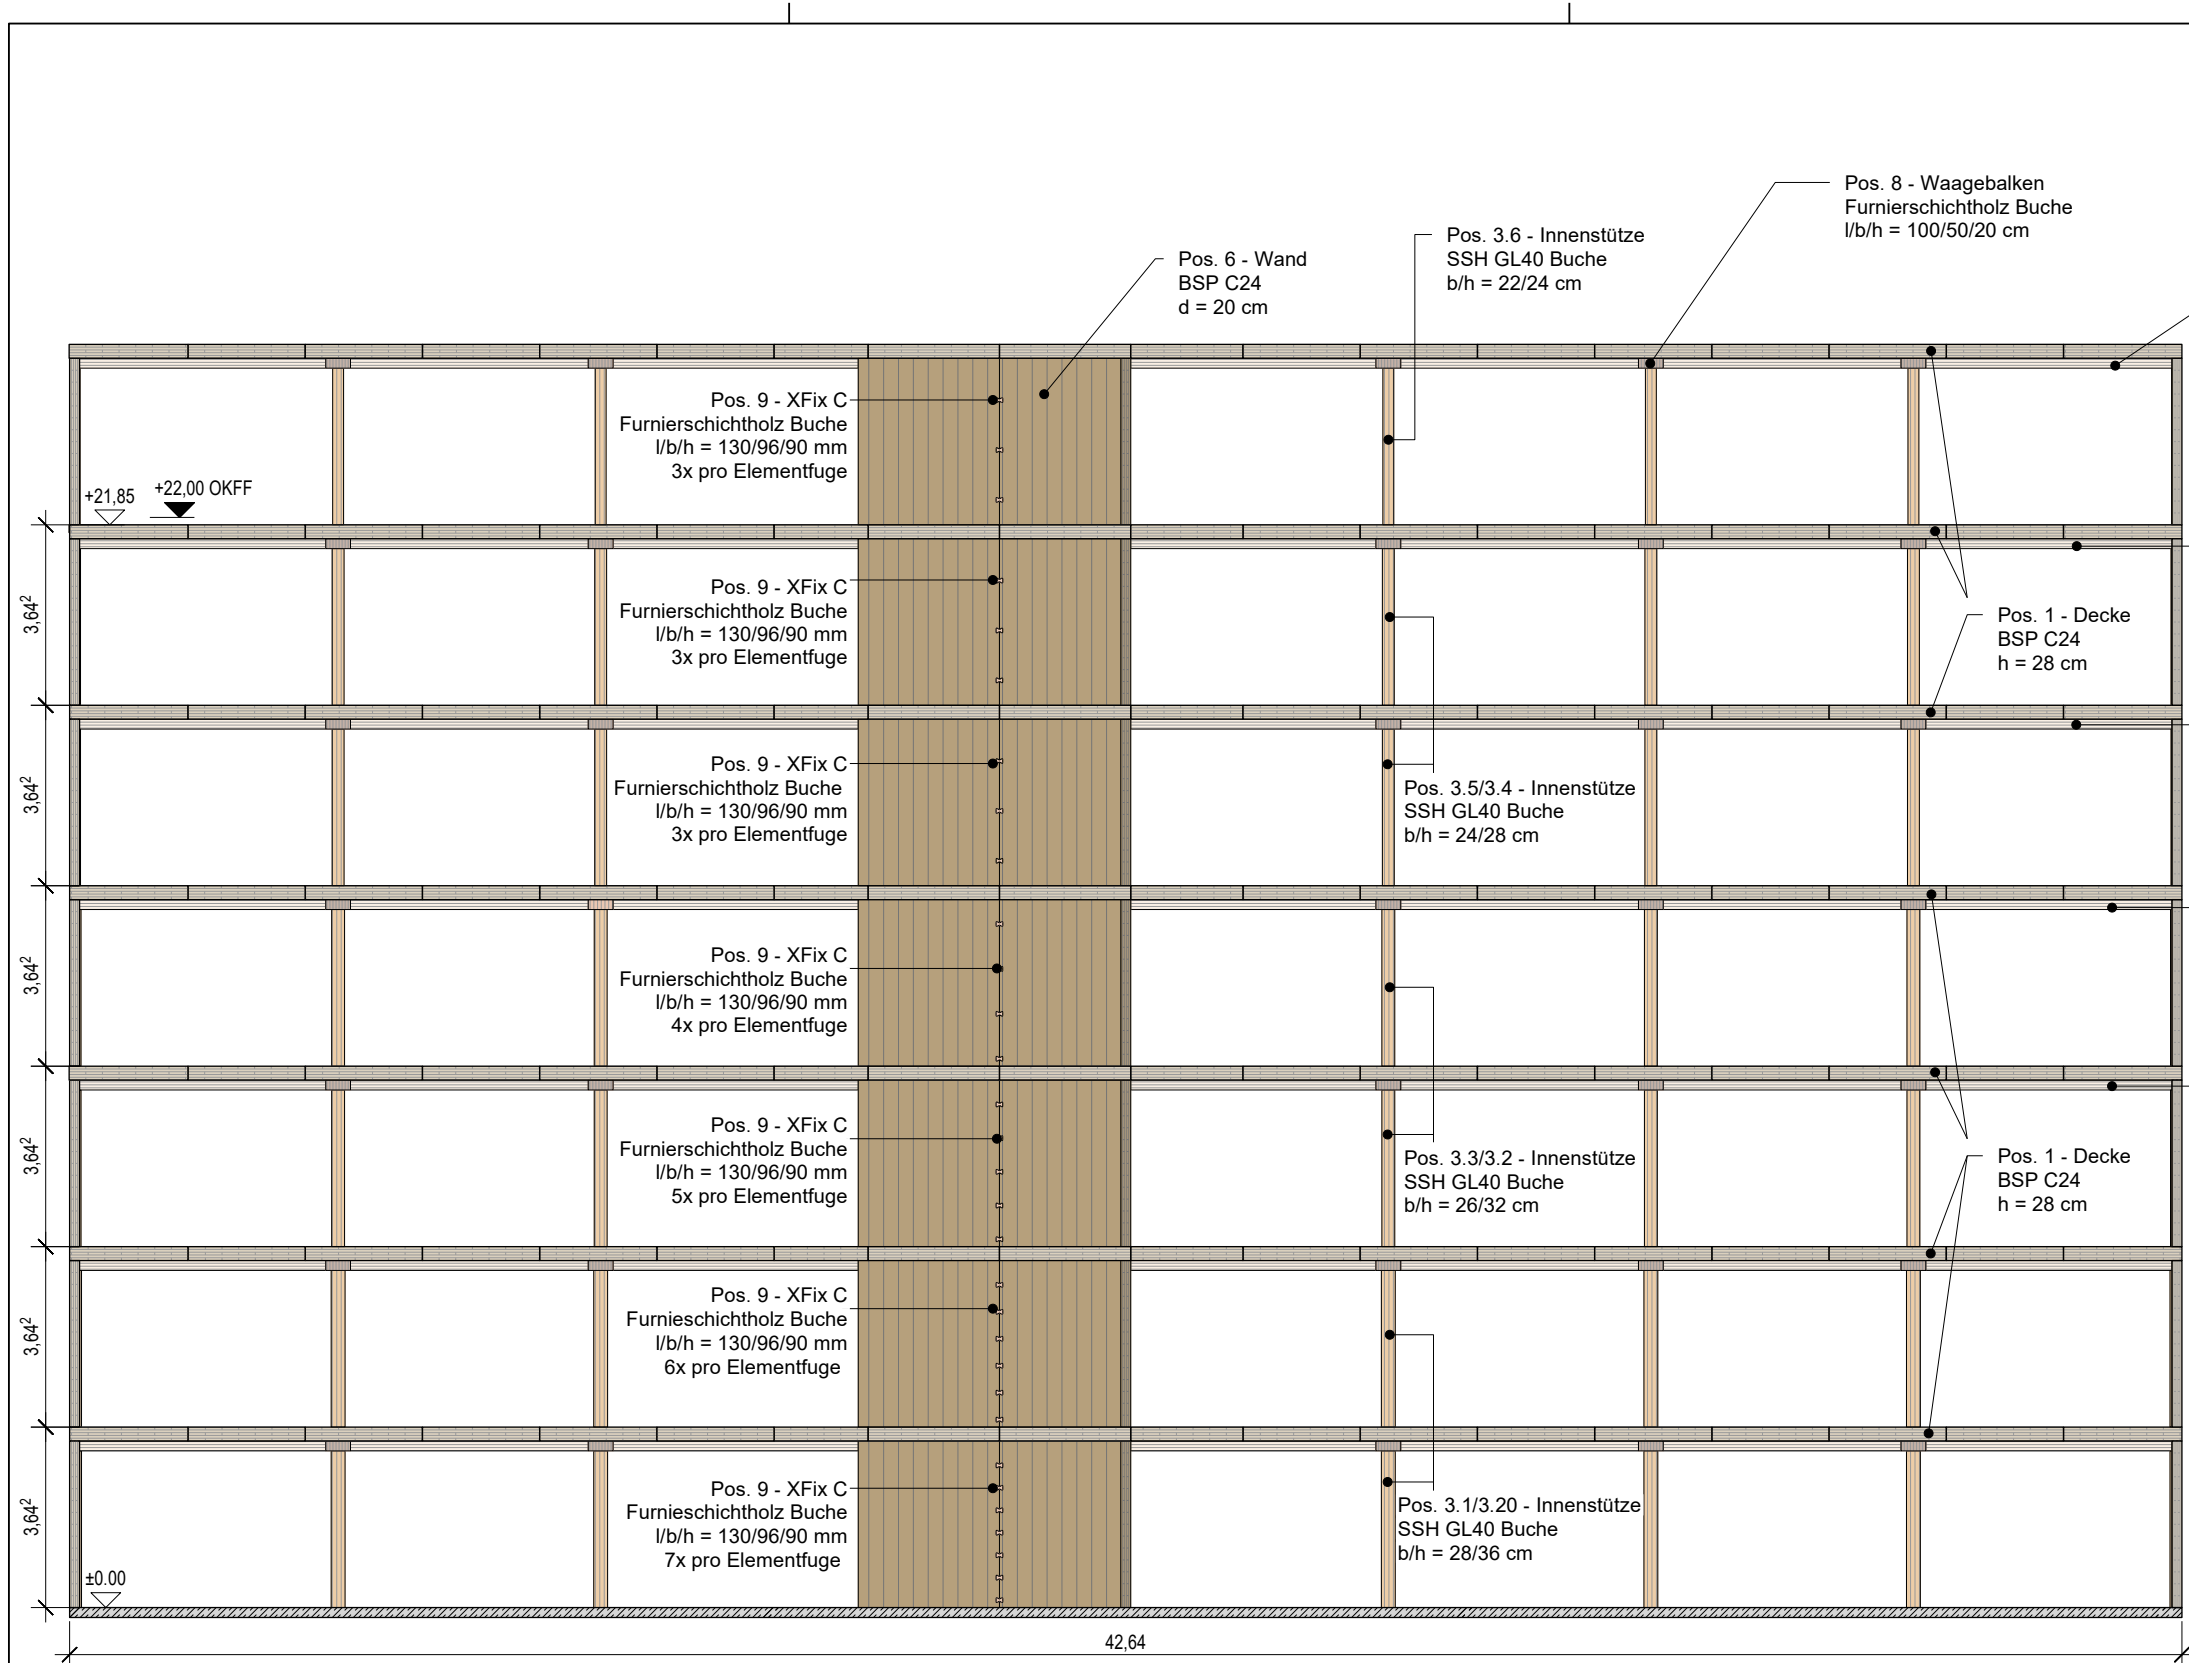 Pos. 8 - Waagebalken
Furnierschichtholz Buche
l/b/h = 100/50/20 cm
Pos. 3.6 - Innenstütze
SSH GL40 Buche
b/h = 22/24 cm
Pos. 6 - Wand
BSP C24
d = 20 cm
Pos. 9 - XFix C
Furnierschichtholz Buche
l/b/h = 130/96/90 mm
3x pro Elementfuge
+21,85
+22,00 OKFF
3,64²
Pos. 9 - XFix C
Furnierschichtholz Buche
l/b/h = 130/96/90 mm
3x pro Elementfuge
Pos. 1 - Decke
BSP C24
h = 28 cm
3,64²
Pos. 9 - XFix C
Furnierschichtholz Buche
l/b/h = 130/96/90 mm
3x pro Elementfuge
Pos. 3.5/3.4 - Innenstütze
SSH GL40 Buche
b/h = 24/28 cm
3,64²
Pos. 9 - XFix C
Furnierschichtholz Buche
l/b/h = 130/96/90 mm
4x pro Elementfuge
3,64²
Pos. 9 - XFix C
Furnierschichtholz Buche
l/b/h = 130/96/90 mm
5x pro Elementfuge
Pos. 3.3/3.2 - Innenstütze
SSH GL40 Buche
b/h = 26/32 cm
Pos. 1 - Decke
BSP C24
h = 28 cm
3,64²
Pos. 9 - XFix C
Furnieschichtholz Buche
l/b/h = 130/96/90 mm
6x pro Elementfuge
3,64²
Pos. 9 - XFix C
Furnieschichtholz Buche
l/b/h = 130/96/90 mm
7x pro Elementfuge
Pos. 3.1/3.20 - Innenstütze
SSH GL40 Buche
b/h = 28/36 cm
±0.00
42,64